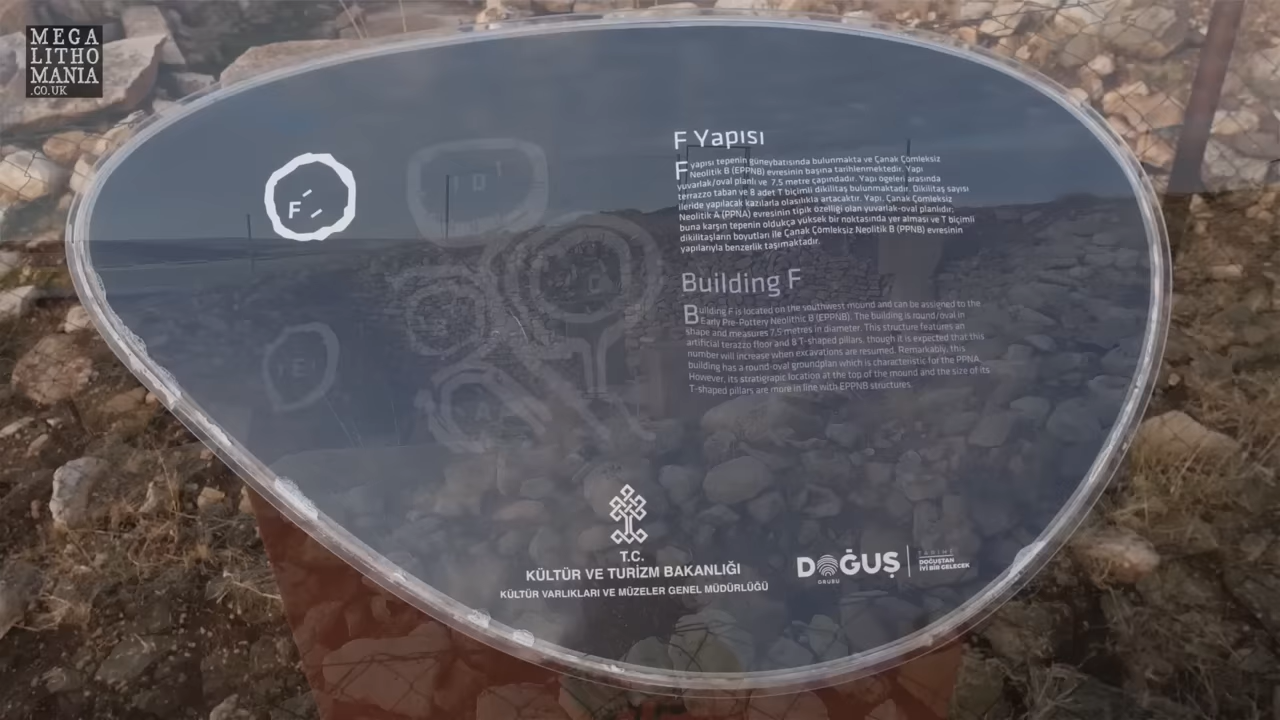 MEGA
LITHO
MANIA
.CO.UK
F Yapısı
F yapısı tepenin güneybatısında bulunmakta ve Çanak Çömleksiz
Neolitik B (EPPNB) evresinin başına tarihlenmektedir. Yapı
yuvarlak/oval planlı ve 7,5 metre çapındadır. Yapı ögeleri arasında
terrazzo taban ve 8 adet T biçimli dikilitaş bulunmaktadır. Dikilitaş sayısı
ileride yapılacak kazılarla olasılıkla artacaktır. Yapı, Çanak Çömleksiz
Neolitik A (PPNA) evresinin tipik özelliği olan yuvarlak-oval planlıdır;
buna karşın tepenin oldukça yüksek bir noktasında yer alması ve T biçimli
dikilitaşların boyutları ile Çanak Çömleksiz Neolitik B (PPNB) evresinin
yapılarıyla benzerlik taşımaktadır.
Building F
Building F is located on the southwest mound and can be assigned to the
Early Pre-Pottery Neolithic B (EPPNB). The building is round/oval in
shape and measures 7,5 metres in diameter. This structure features an
artificial terazzo floor and 8 T-shaped pillars, though it is expected that this
number will increase when excavations are resumed. Remarkably, this
building has a round-oval groundplan which is characteristic for the PPNA.
However, its stratigrapic location at the top of the mound and the size of its
T-shaped pillars are more in line with EPPNB structures.
F
D
C
E
A
T.C.
KÜLTÜR VE TURİZM BAKANLIĞI
KÜLTÜR VARLIKLARI VE MÜZELER GENEL MÜDÜRLÜĞÜ
DOĞUŞ
GRUBU
TARİHİ
DOĞUŞTAN
İYİ BİR GELECEK